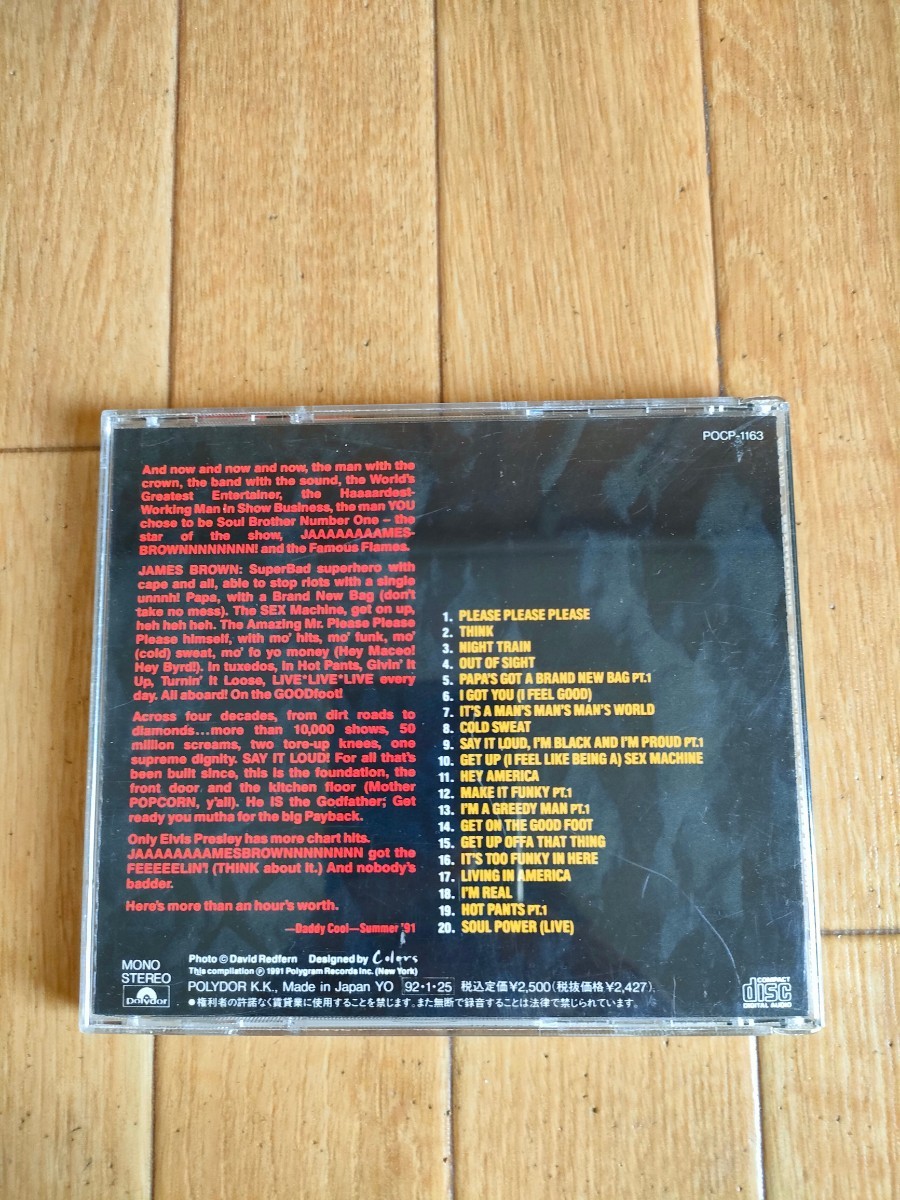 POCP-1163
And now and now and now, the man with the
crown, the band with the sound, the World's
Greatest Entertainer, the Haaaardest-
Working Man in Show Business, the man YOU
chose to be Soul Brother Number One – the
star of the show, JAAAAAAAAMES-
BROWNNNNNNNN! and the Famous Flames.
JAMES BROWN: SuperBad superhero with
cape and all, able to stop riots with a single
unnnh! Papa, with a Brand New Bag (don't
take no mess). The SEX Machine, get on up,
heh heh heh. The Amazing Mr. Please Please
Please himself, with mo' hits, mo' funk, mo'
(cold) sweat, mo' fo yo money (Hey Maceo!
Hey Byrd!). In tuxedos, in Hot Pants, Givin' It
Up, Turnin' It Loose, LIVE*LIVE*LIVE every
day. All aboard! On the GOODfoot!
Across four decades, from dirt roads to
diamonds...more than 10,000 shows, 50
million screams, two tore-up knees, one
supreme dignity. SAY IT LOUD! For all that's
been built since, this is the foundation, the
front door and the kitchen floor (Mother
POPCORN, y'all). He IS the Godfather; Get
ready you mutha for the big Payback.
Only Elvis Presley has more chart hits.
JAAAAAAAAMESBROWNNNNNNNNN got the
FEEEEELIN'! (THINK about it.) And nobody's
badder.
Here's more than an hour's worth.
—Daddy Cool—Summer '91
1. PLEASE PLEASE PLEASE
2. THINK
3. NIGHT TRAIN
4. OUT OF SIGHT
5. PAPA'S GOT A BRAND NEW BAG PT.1
6. I GOT YOU (I FEEL GOOD)
7. IT'S A MAN'S MAN'S MAN'S WORLD
8. COLD SWEAT
9. SAY IT LOUD, I'M BLACK AND I'M PROUD PT.1
10. GET UP (I FEEL LIKE BEING A) SEX MACHINE
11. HEY AMERICA
12. MAKE IT FUNKY PT.1
13. I'M A GREEDY MAN PT.1
14. GET ON THE GOOD FOOT
15. GET UP OFFA THAT THING
16. IT'S TOO FUNKY IN HERE
17. LIVING IN AMERICA
18. I'M REAL
19. HOT PANTS PT.1
20. SOUL POWER (LIVE)
MONO
STEREO
polydor
Photo © David Redfern Designed by Colors
This compilation ℗ 1991 Polygram Records Inc. (New York)
POLYDOR K.K., Made in Japan YO 92・1・25 税込定価¥2,500(税抜価格¥2,427)
●権利者の許諾なく賃貸業に使用することを禁じます。また無断で録音することは法律で禁じられています。
COMPACT
disc
DIGITAL AUDIO